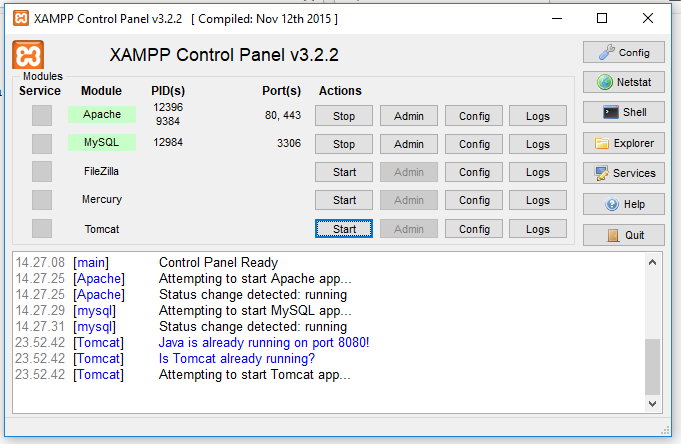 XAMPP Control Panel v3.2.2 [ Compiled: Nov 12th 2015 ]
XAMPP Control Panel v3.2.2
Config
Modules
Service Module PID(s) Port(s) Actions
Netstat
Apache 12396 9384 80, 443 Stop Admin Config Logs
Shell
MySQL 12984 3306 Stop Admin Config Logs
Explorer
FileZilla Start Admin Config Logs
Services
Mercury Start Admin Config Logs
Help
Tomcat Start Admin Config Logs
Quit
14.27.08 [main] Control Panel Ready
14.27.25 [Apache] Attempting to start Apache app...
14.27.25 [Apache] Status change detected: running
14.27.29 [mysql] Attempting to start MySQL app...
14.27.31 [mysql] Status change detected: running
23.52.42 [Tomcat] Java is already running on port 8080!
23.52.42 [Tomcat] Is Tomcat already running?
23.52.42 [Tomcat] Attempting to start Tomcat app...